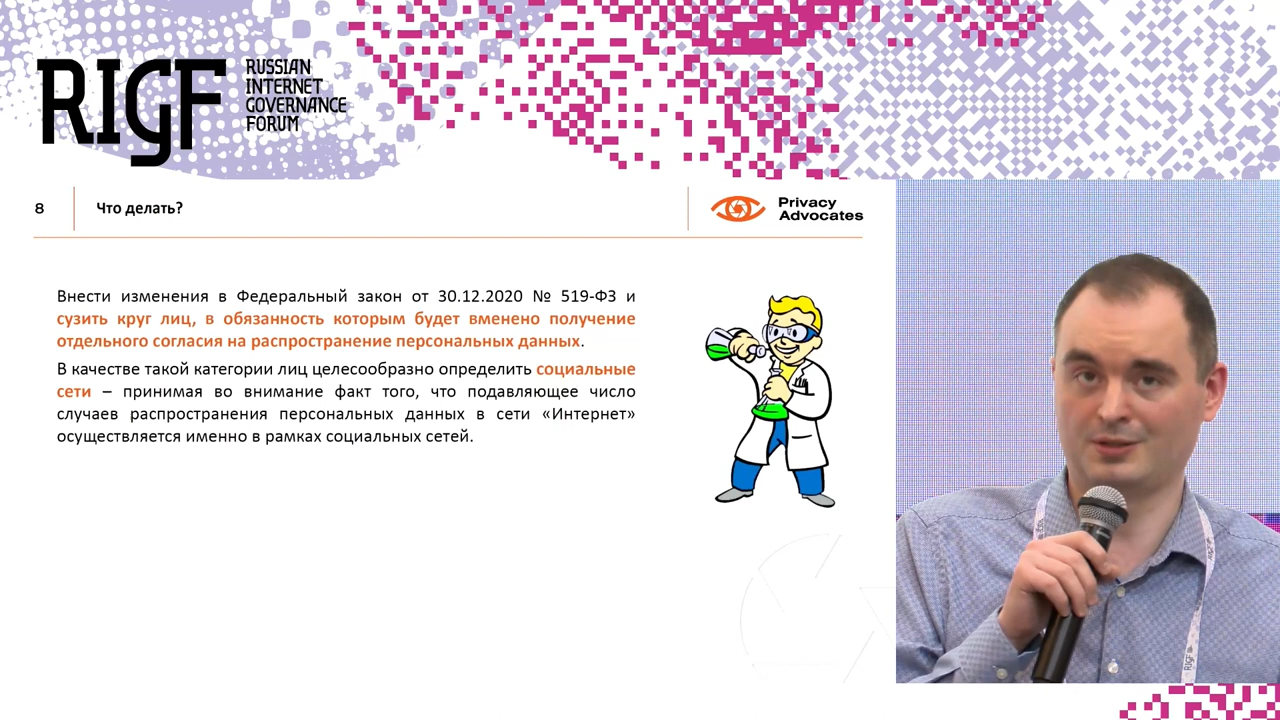 RIGF
RUSSIAN
INTERNET
GOVERNANCE
FORUM
8
Что делать?
Privacy
Advocates
Внести изменения в Федеральный закон от 30.12.2020 № 519-ФЗ и
сузить круг лиц, в обязанность которым будет вменено получение
отдельного согласия на распространение персональных данных.
В качестве такой категории лиц целесообразно определить социальные
сети – принимая во внимание факт того, что подавляющее число
случаев распространения персональных данных в сети «Интернет»
осуществляется именно в рамках социальных сетей.
RIGF